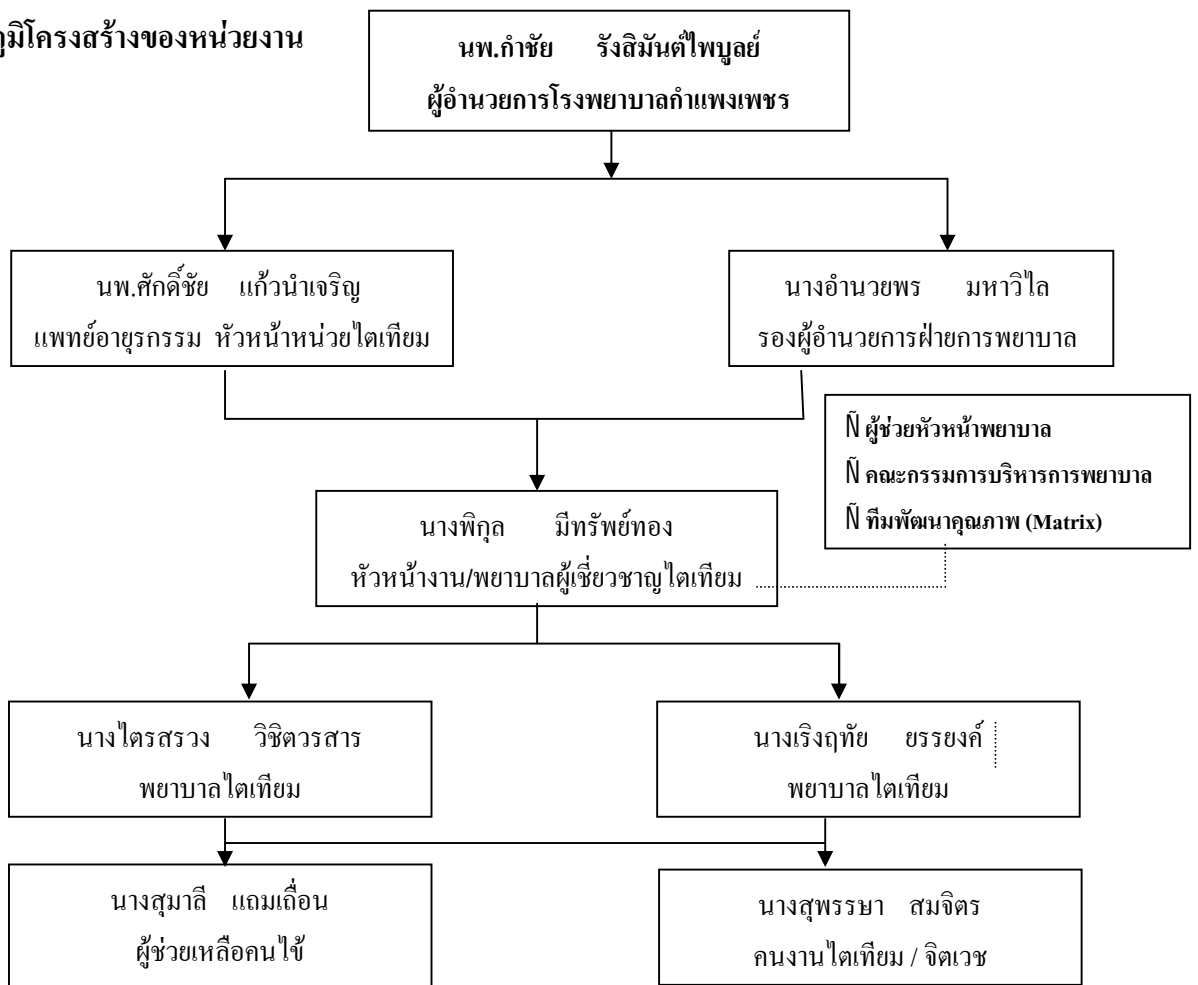 ภูมิโครงสร้างของหน่วยงาน
นพ.กำชัย รังสิมันต์ไพบูลย์
ผู้อำนวยการโรงพยาบาลกำแพงเพชร
นพ.ศักดิ์ชัย แก้วนำเจริญ
แพทย์อายุรกรรม หัวหน้าหน่วยไตเทียม
นางอำนวยพร มหาวิไล
รองผู้อำนวยการฝ่ายการพยาบาล
Ñ ผู้ช่วยหัวหน้าพยาบาล
Ñ คณะกรรมการบริหารการพยาบาล
Ñ ทีมพัฒนาคุณภาพ (Matrix)
นางพิกุล มีทรัพย์ทอง
หัวหน้างาน/พยาบาลผู้เชี่ยวชาญไตเทียม
นางไตรสรวง วิชิตวรสาร
พยาบาลไตเทียม
นางเริงฤทัย ยรรยงค์
พยาบาลไตเทียม
นางสุมาลี แถมเถื่อน
ผู้ช่วยเหลือคนไข้
นางสุพรรษา สมจิตร
คนงานไตเทียม / จิตเวช